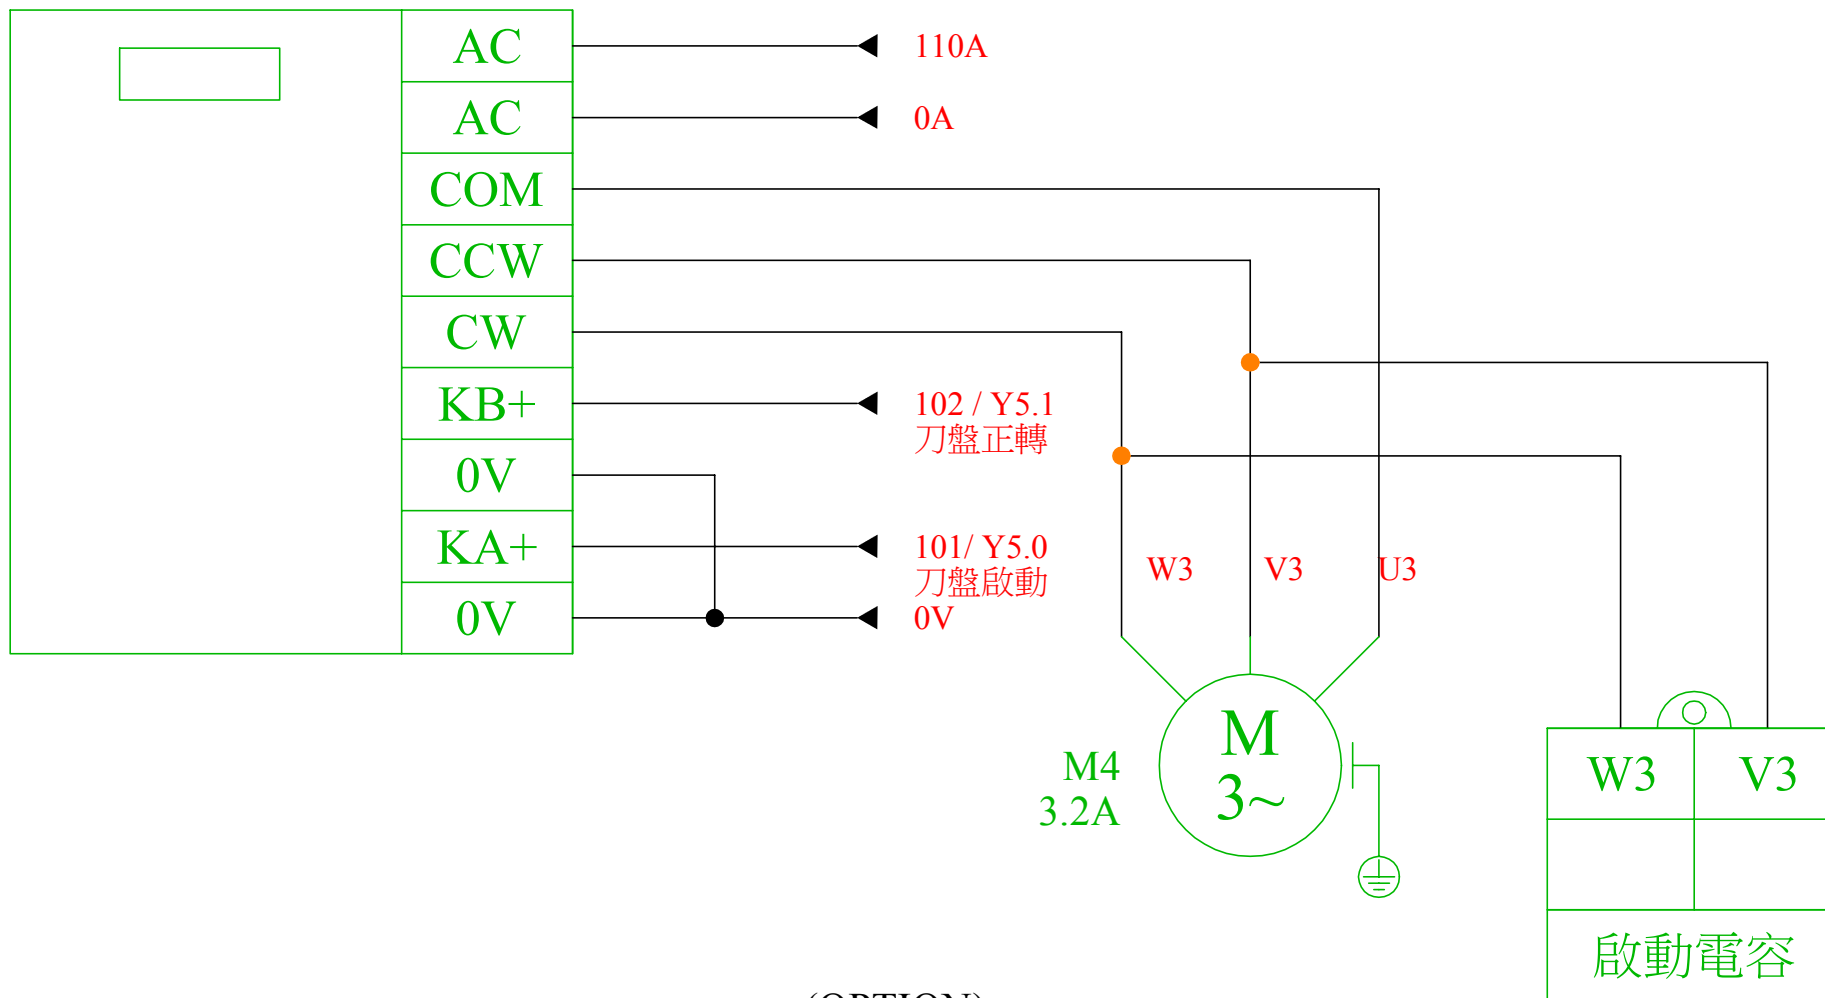 AC
110A
AC
0A
COM
CCW
CW
KB+
102 / Y5.1
刀盤正轉
0V
KA+
101/ Y5.0
刀盤啟動
0V
0V
W3
V3
U3
M
3~
M4
3.2A
W3
V3
啟動電容
(OPTION)